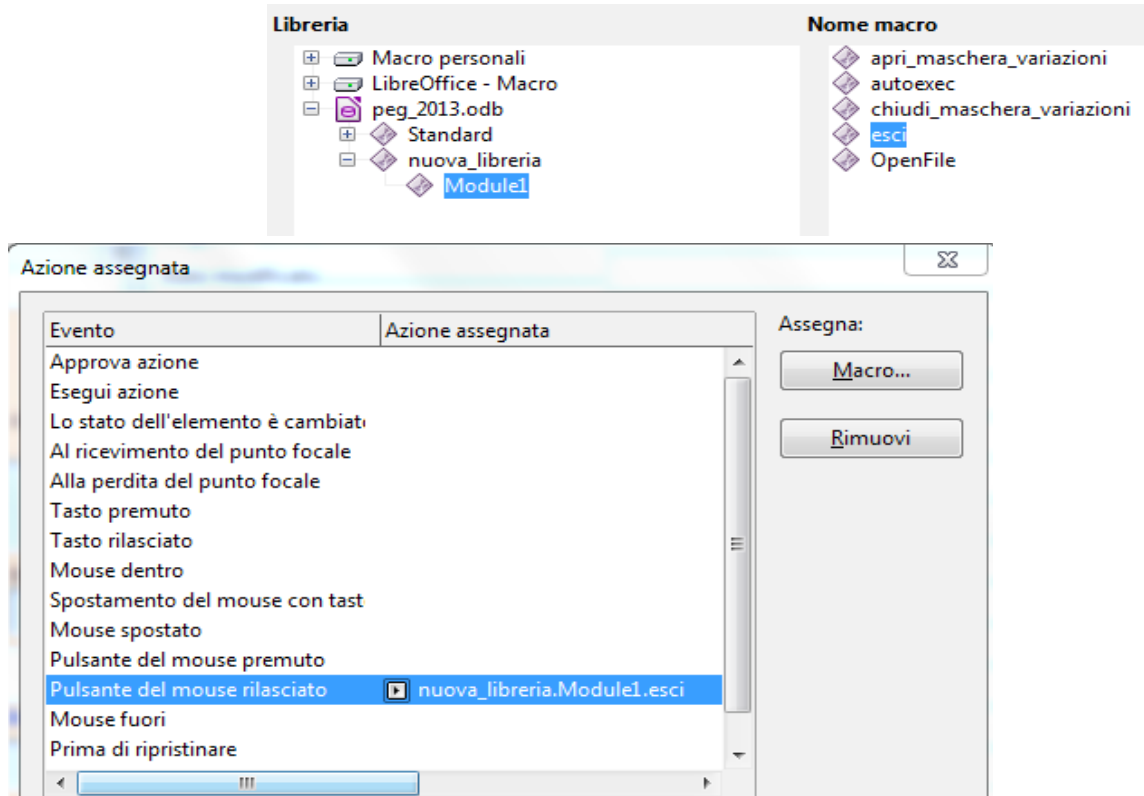 Libreria
Nome macro
Macro personali
LibreOffice - Macro
peg_2013.odb
Standard
nuova_libreria
Module1
apri_maschera_variazioni
autoexec
chiudi_maschera_variazioni
esci
OpenFile
Azione assegnata
Evento
Azione assegnata
Approva azione
Esegui azione
Lo stato dell'elemento è cambiat
Al ricevimento del punto focale
Alla perdita del punto focale
Tasto premuto
Tasto rilasciato
Mouse dentro
Spostamento del mouse con tast
Mouse spostato
Pulsante del mouse premuto
Pulsante del mouse rilasciato nuova_libreria.Module1.esci
Mouse fuori
Prima di ripristinare
Assegna:
Macro...
Rimuovi